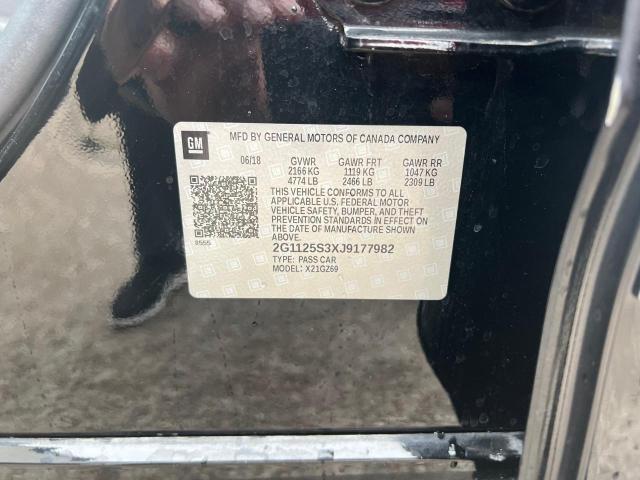 GM
MFD BY GENERAL MOTORS OF CANADA COMPANY
06/18 GVWR GAWR FRT GAWR RR
2166 KG 1119 KG 1047 KG
4774 LB 2466 LB 2309 LB
THIS VEHICLE CONFORMS TO ALL
APPLICABLE U.S. FEDERAL MOTOR
VEHICLE SAFETY, BUMPER, AND THEFT
PREVENTION STANDARDS IN EFFECT ON
THE DATE OF MANUFACTURE SHOWN
ABOVE.
8555 2G1125S3XJ9177982
TYPE: PASS CAR
MODEL: X21GZ69